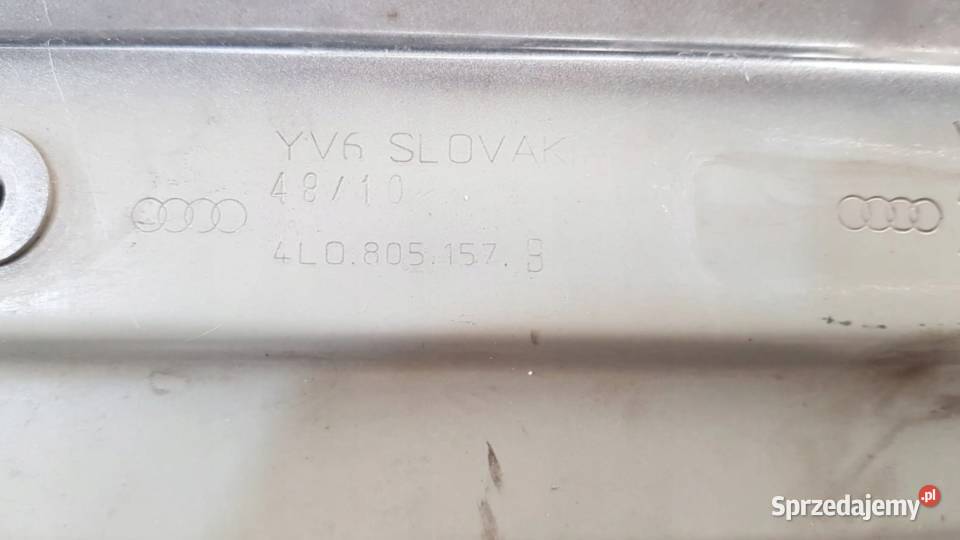 YV6 SLOVAK
48/10
4L0.805.157.B
Sprzedajemy.pl